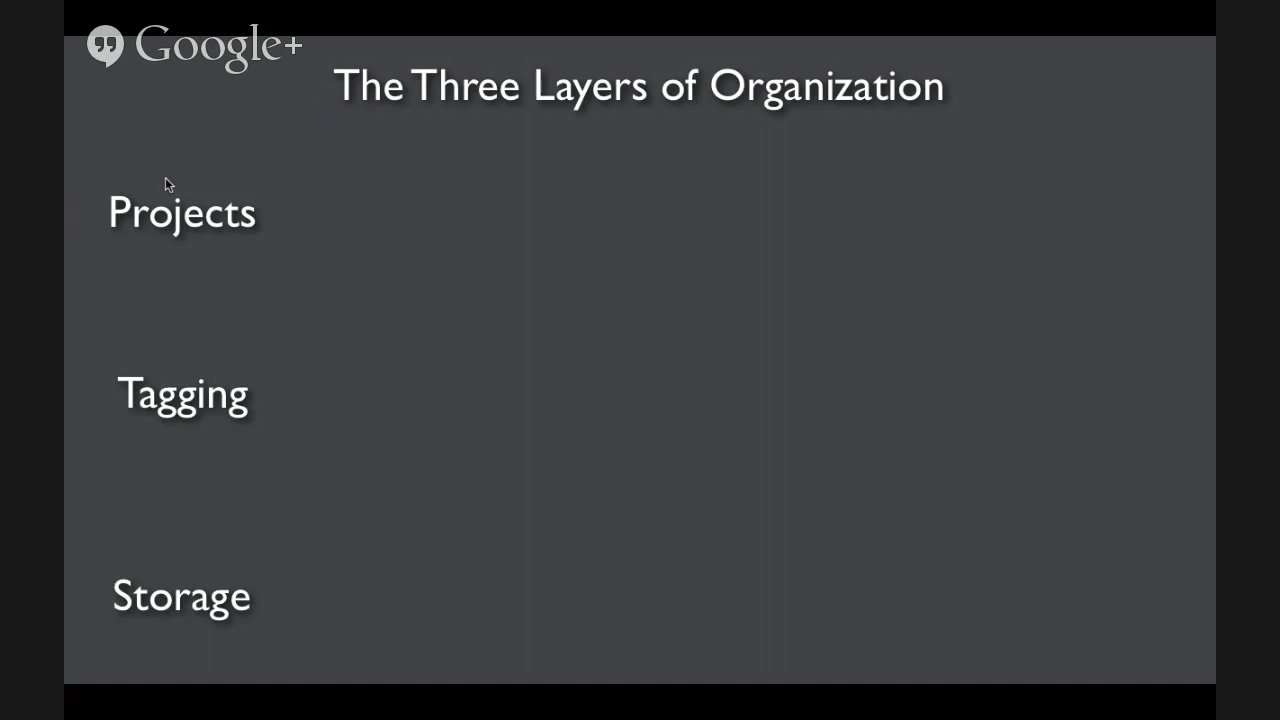 Google+
The Three Layers of Organization
Projects
Tagging
Storage